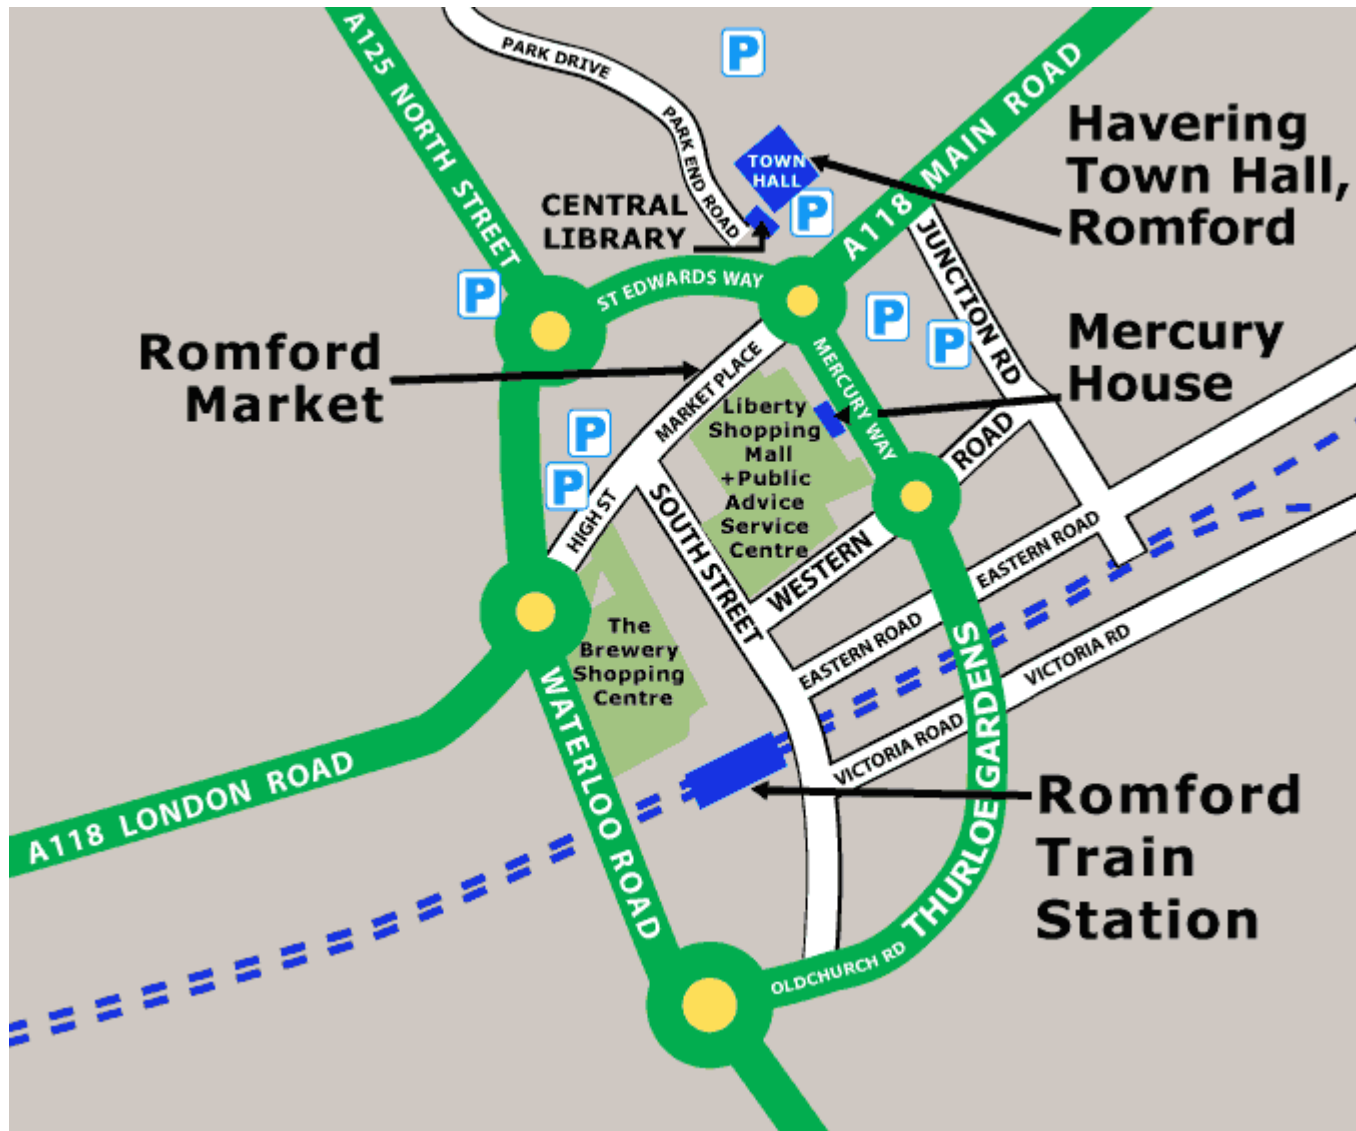 A125 NORTH STREET
PARK DRIVE
P
A118 MAIN ROAD
PARK END ROAD
TOWN
HALL
Havering
Town Hall,
Romford
CENTRAL
LIBRARY
P
JUNCTION RD
ST EDWARDS WAY
P
P
P
Romford
Market
MARKET PLACE
MERCURY WAY
Mercury
House
Liberty
Shopping
Mall
+Public
Advice
Service
Centre
P
P
HIGH ST
SOUTH STREET
WESTERN
ROAD
EASTERN ROAD
EASTERN ROAD
The
Brewery
Shopping
Centre
VICTORIA RD
VICTORIA ROAD
THURLOE GARDENS
A118 LONDON ROAD
WATERLOO ROAD
Romford
Train
Station
OLDCHURCH RD